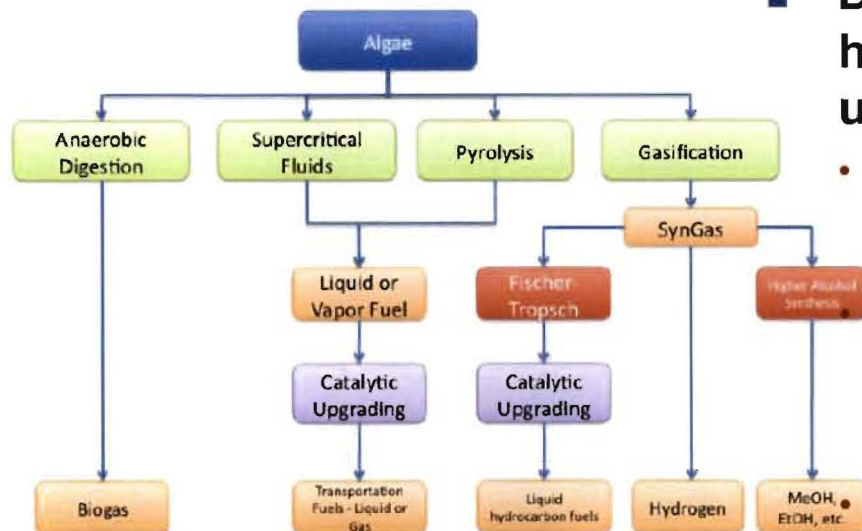 Algae
Anaerobic
Digestion
Supercritical
Fluids
Pyrolysis
Gasification
SynGas
Liquid or
Vapor Fuel
Fischer-
Tropsch
Higher Alcohol
Synthesis
Catalytic
Upgrading
Catalytic
Upgrading
Biogas
Transportation
Fuels - Liquid or
Gas
Liquid
hydrocarbon fuels
Hydrogen
MeOH,
EtOH, etc
h
u